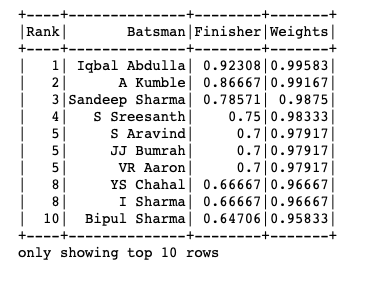 +----+--------------+--------+-------+
|Rank|       Batsman|Finisher|Weights|
+----+--------------+--------+-------+
|   1| Iqbal Abdulla| 0.92308|0.99583|
|   2|      A Kumble| 0.86667|0.99167|
|   3|Sandeep Sharma| 0.78571| 0.9875|
|   4|   S Sreesanth|    0.75|0.98333|
|   5|     S Aravind|     0.7|0.97917|
|   5|     JJ Bumrah|     0.7|0.97917|
|   5|      VR Aaron|     0.7|0.97917|
|   8|     YS Chahal| 0.66667|0.96667|
|   8|      I Sharma| 0.66667|0.96667|
|  10|  Bipul Sharma| 0.64706|0.95833|
+----+--------------+--------+-------+
only showing top 10 rows